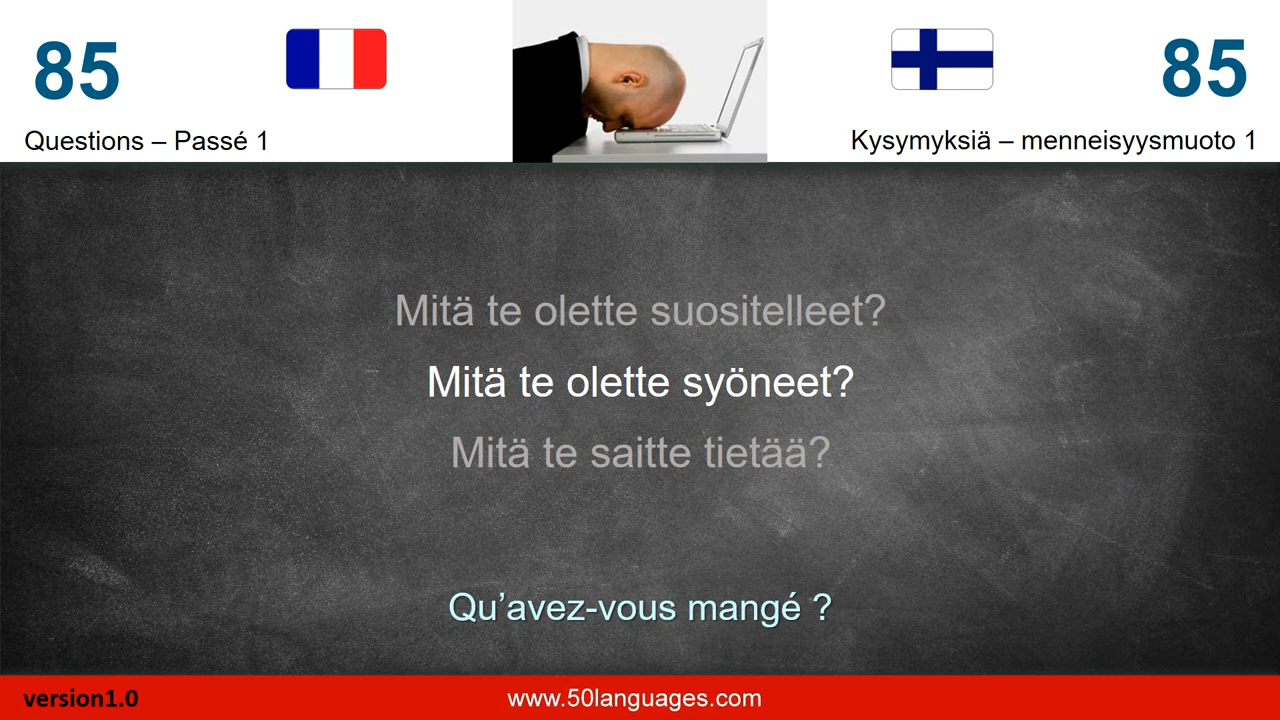 85
85
Questions – Passé 1
Kysymyksiä – menneisyysmuoto 1
Mitä te olette suositelleet?
Mitä te olette syöneet?
Mitä te saitte tietää?
Qu’avez-vous mangé ?
version1.0
www.50languages.com